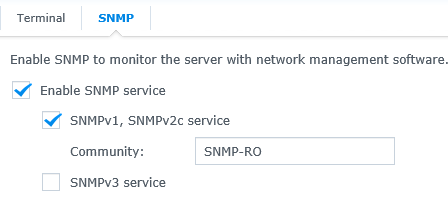 Terminal SNMP
Enable SNMP to monitor the server with network management software.
Enable SNMP service
SNMPv1, SNMPv2c service
Community: SNMP-RO
SNMPv3 service